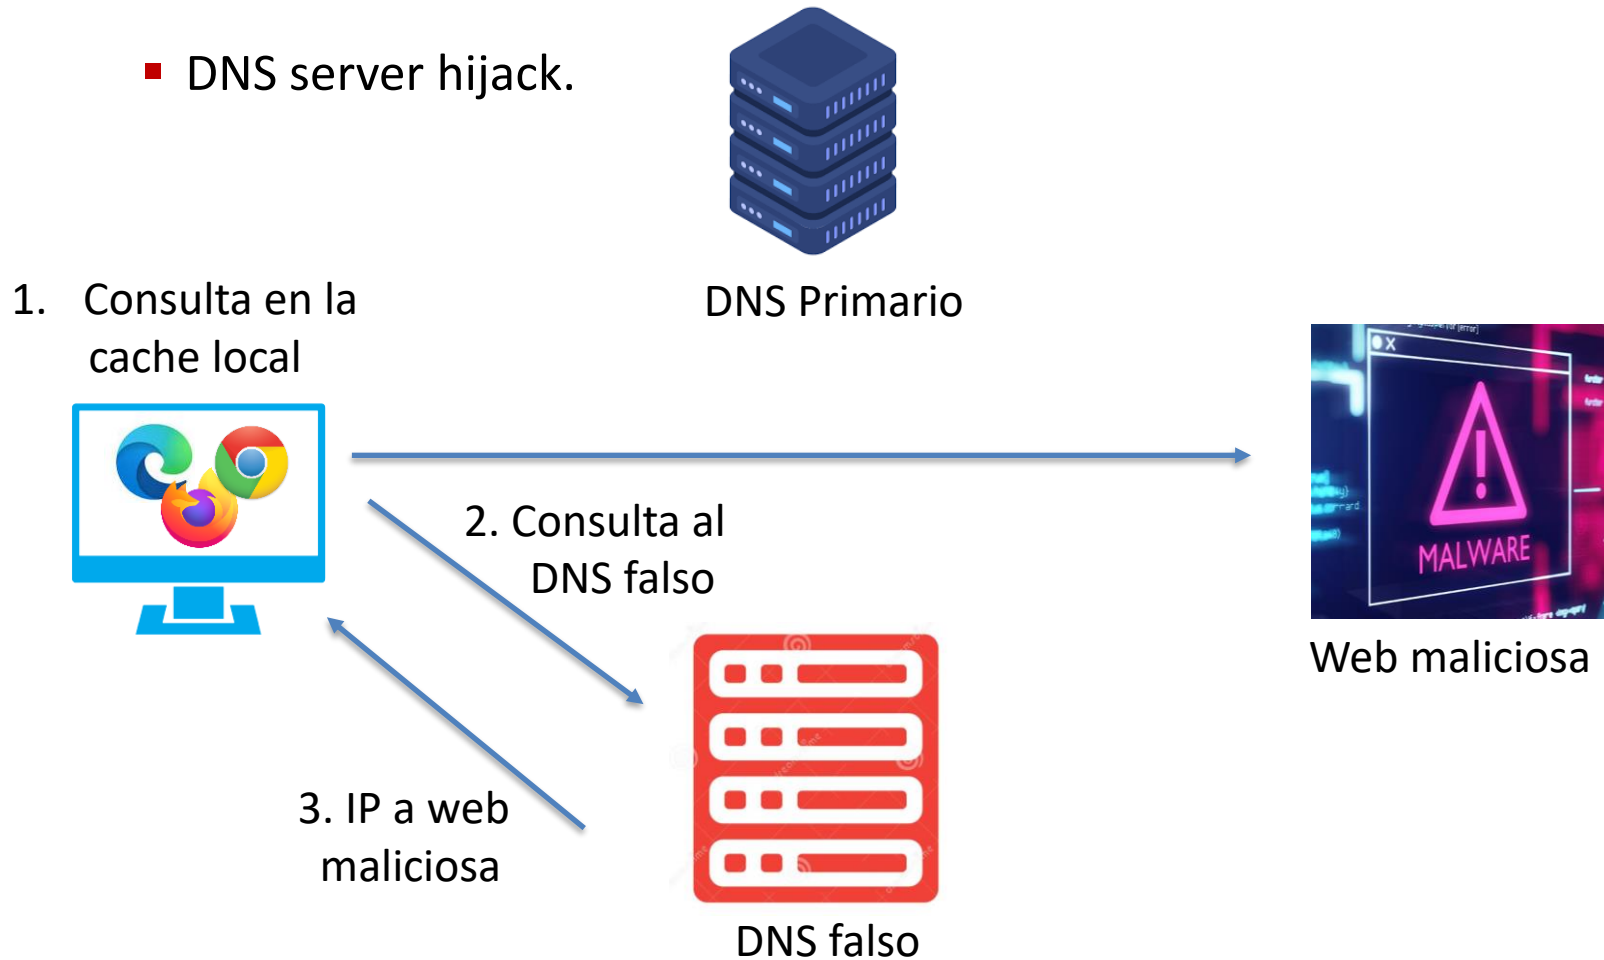 DNS server hijack.
DNS Primario
1. Consulta en la
cache local
2. Consulta al
DNS falso
MALWARE
Web maliciosa
3. IP a web
maliciosa
DNS falso